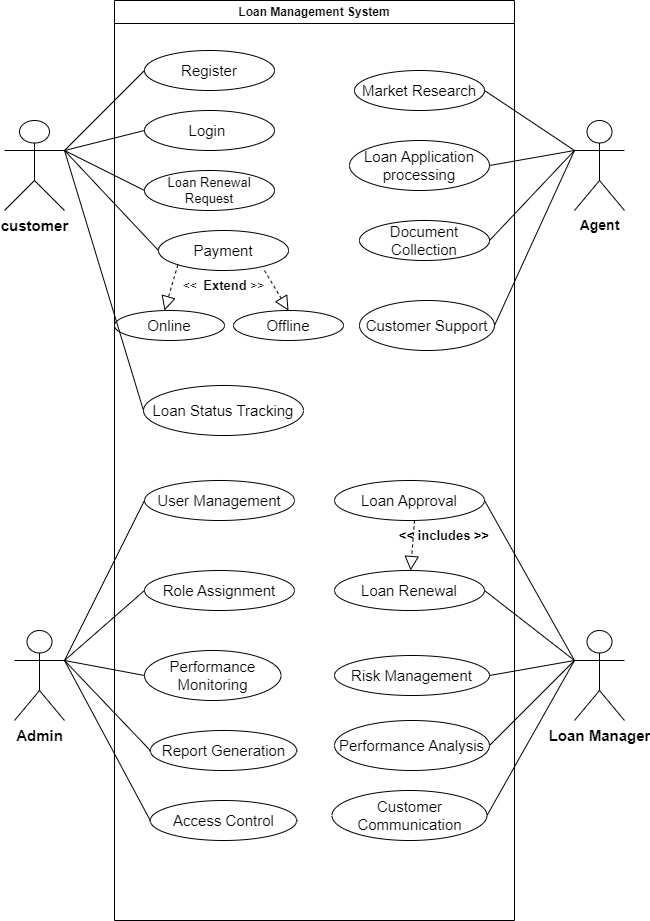 Loan Management System
Register
Market Research
Login
Loan Application
processing
Loan Renewal
Request
customer
Agent
Payment
Document
Collection
<< Extend >>
Online
Offline
Customer Support
Loan Status Tracking
User Management
Loan Approval
<< includes >>
Role Assignment
Loan Renewal
Performance
Monitoring
Risk Management
Admin
Loan Manager
Report Generation
Performance Analysis
Access Control
Customer
Communication